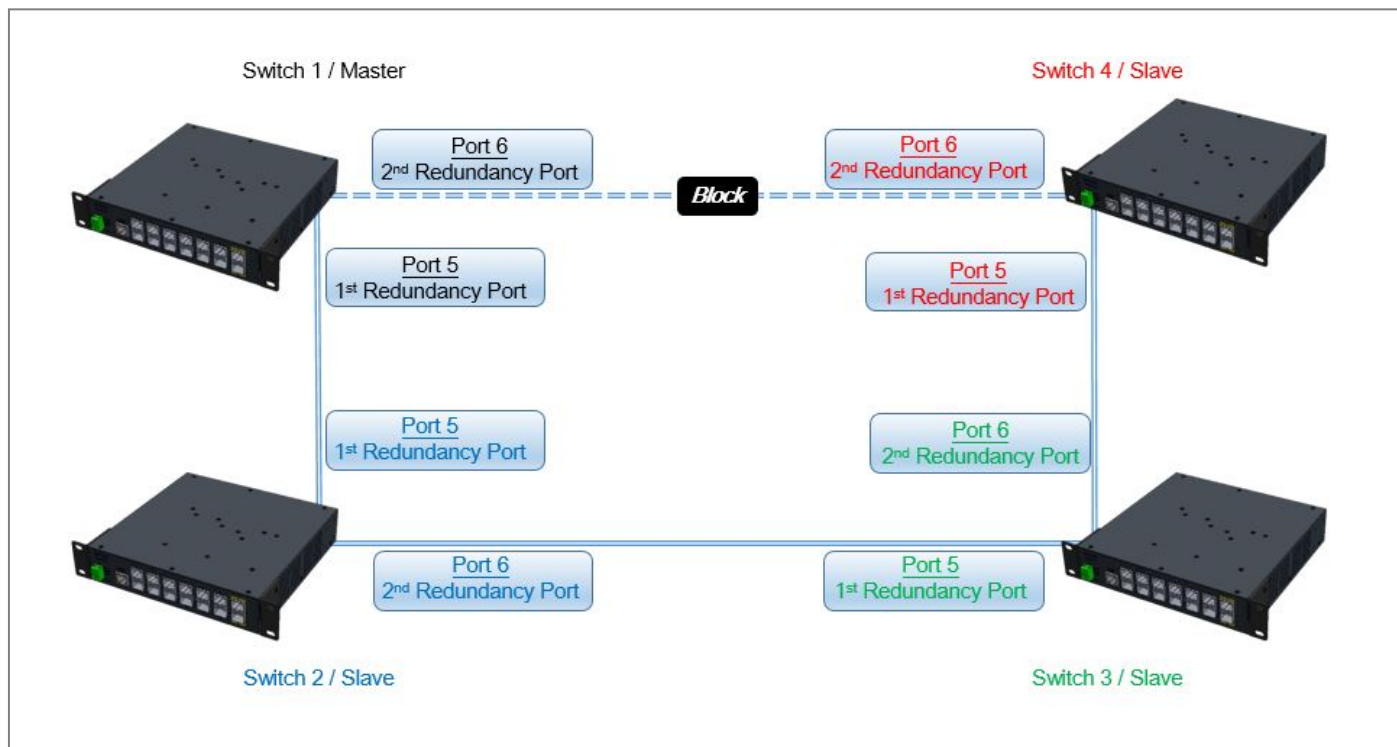 Switch 1 / Master
Switch 4 / Slave
Port 6
2nd Redundancy Port
Block
Port 6
2nd Redundancy Port
Port 5
1st Redundancy Port
Port 5
1st Redundancy Port
Port 5
1st Redundancy Port
Port 6
2nd Redundancy Port
Port 6
2nd Redundancy Port
Port 5
1st Redundancy Port
Switch 2 / Slave
Switch 3 / Slave